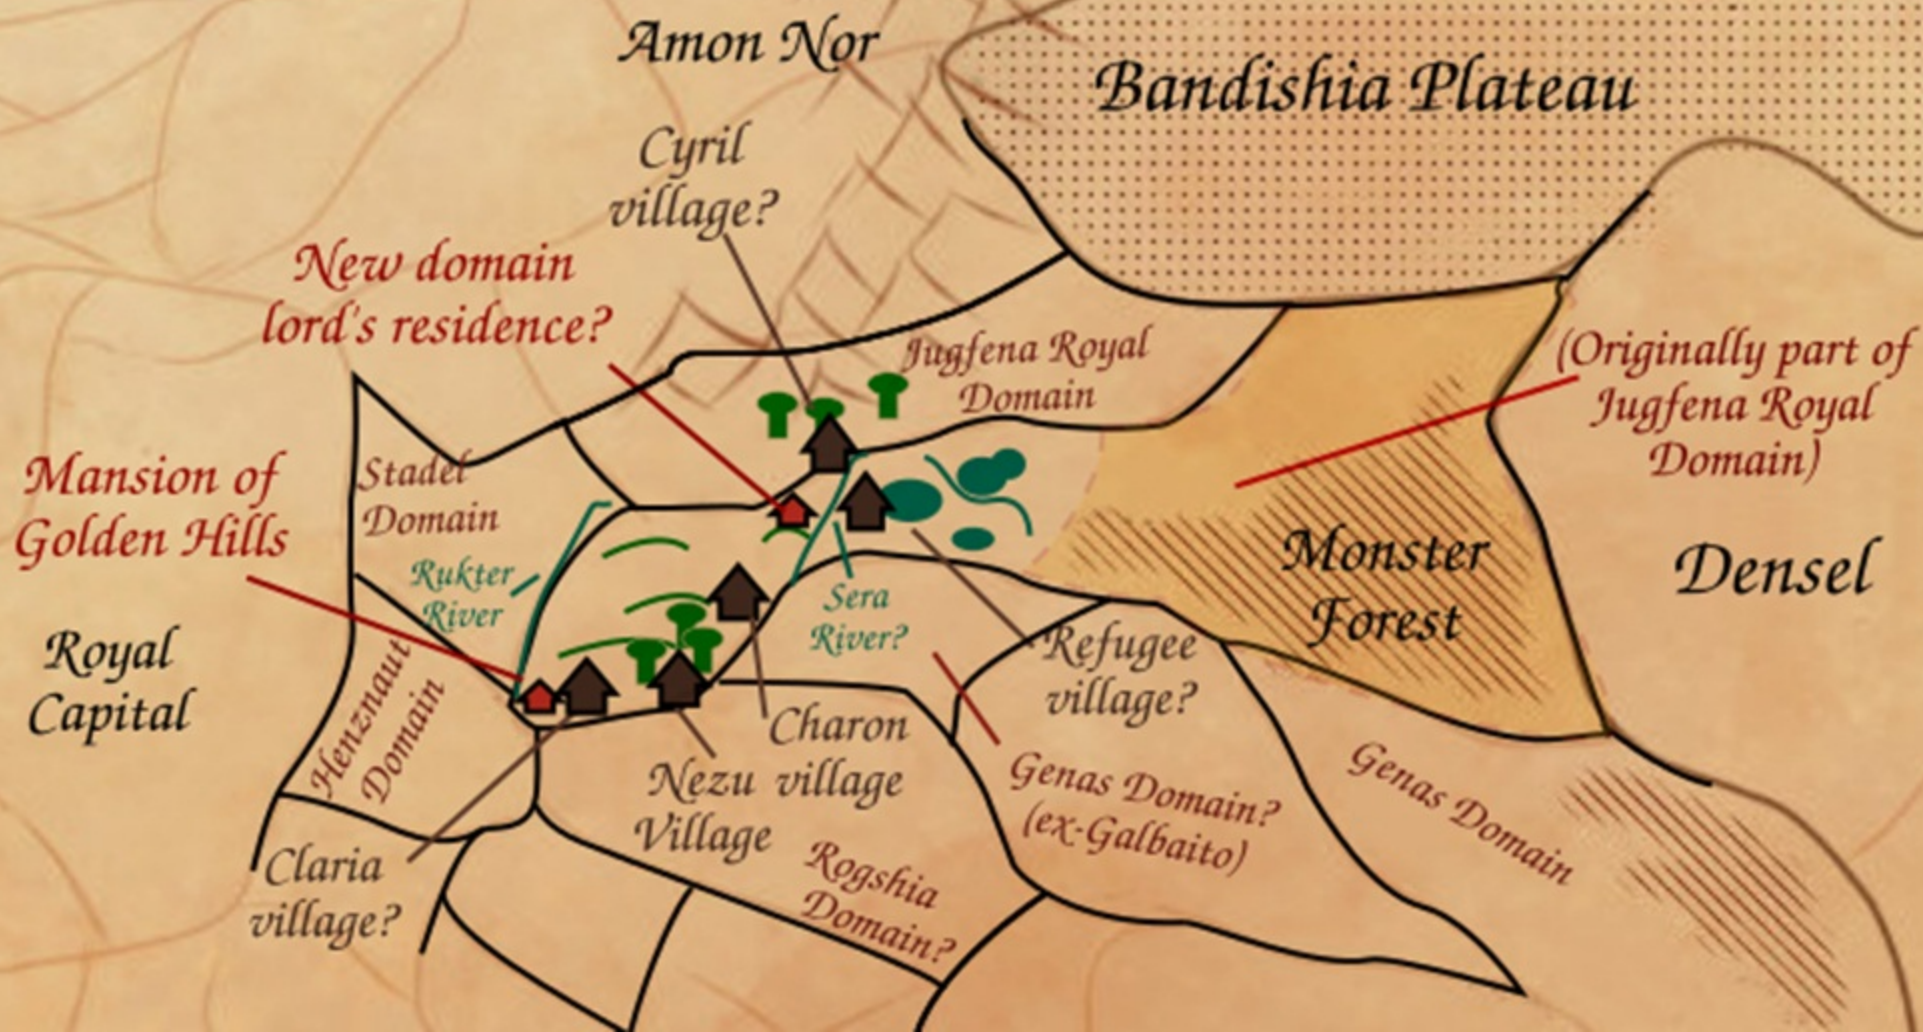 Amon Nor
Bandishia Plateau
Cyril
village?
New domain
lord's residence?
Jugfena Royal
Domain
(Originally part of
Jugfena Royal
Domain)
Mansion of
Golden Hills
Stadel
Domain
Rukter
River
Monster
Forest
Densel
Sera
River?
Royal
Capital
Henznaut
Domain
Refugee
village?
Charon
village
Nezu
Village
Genas Domain?
(ex-Galbaito)
Genas Domain
Claria
village?
Rogshia
Domain?